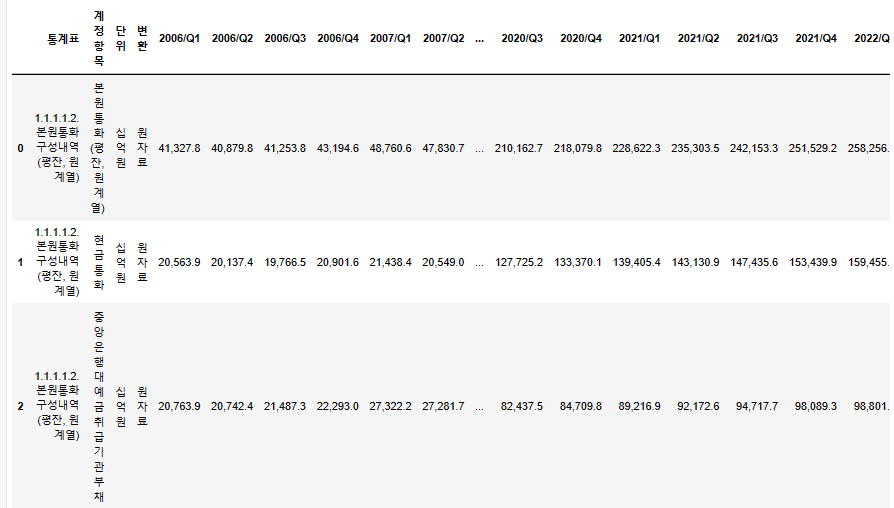 통계표 계정항목 단위 변환 2006/Q1 2006/Q2 2006/Q3 2006/Q4 2007/Q1 2007/Q2 ... 2020/Q3 2020/Q4 2021/Q1 2021/Q2 2021/Q3 2021/Q4 2022/Q
0 1.1.1.1.2. 본원통화 구성내역 (평잔, 원계열) 본원통화(평잔, 원계열) 십억원 원자료 41,327.8 40,879.8 41,253.8 43,194.6 48,760.6 47,830.7 ... 210,162.7 218,079.8 228,622.3 235,303.5 242,153.3 251,529.2 258,256.
1 1.1.1.1.2. 본원통화 구성내역 (평잔, 원계열) 현금통화 십억원 원자료 20,563.9 20,137.4 19,766.5 20,901.6 21,438.4 20,549.0 ... 127,725.2 133,370.1 139,405.4 143,130.9 147,435.6 153,439.9 159,455.
2 1.1.1.1.2. 본원통화 구성내역 (평잔, 원계열) 중앙은행대예금취급기관부채 십억원 원자료 20,763.9 20,742.4 21,487.3 22,293.0 27,322.2 27,281.7 ... 82,437.5 84,709.8 89,216.9 92,172.6 94,717.7 98,089.3 98,801.